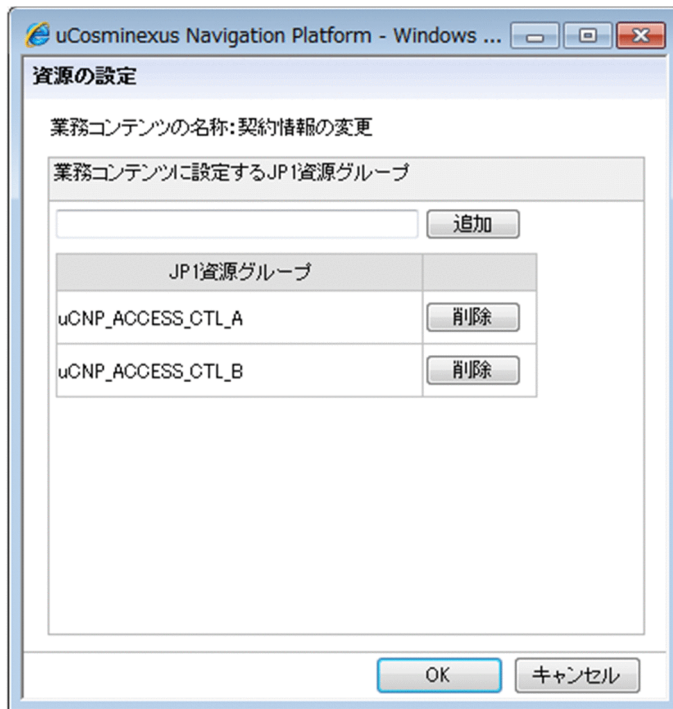 uCosminexus Navigation Platform - Windows ...
資源の設定
業務コンテンツの名称:契約情報の変更
業務コンテンツに設定するJP1資源グループ
追加
JP1資源グループ
uCNP_ACCESS_CTL_A 削除
uCNP_ACCESS_CTL_B 削除
OK キャンセル